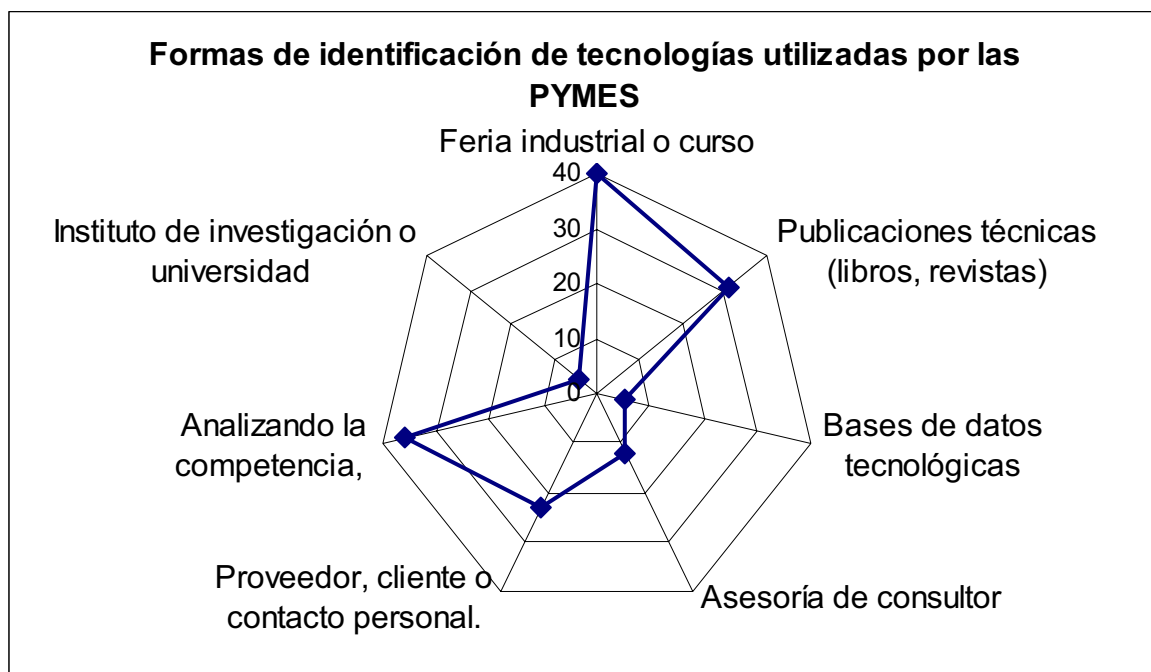 Formas de identificación de tecnologías utilizadas por las
PYMES
Feria industrial o curso
40
30
20
10
0
Publicaciones técnicas
(libros, revistas)
Bases de datos
tecnológicas
Asesoría de consultor
Proveedor, cliente o
contacto personal.
Analizando la
competencia,
Instituto de investigación o
universidad